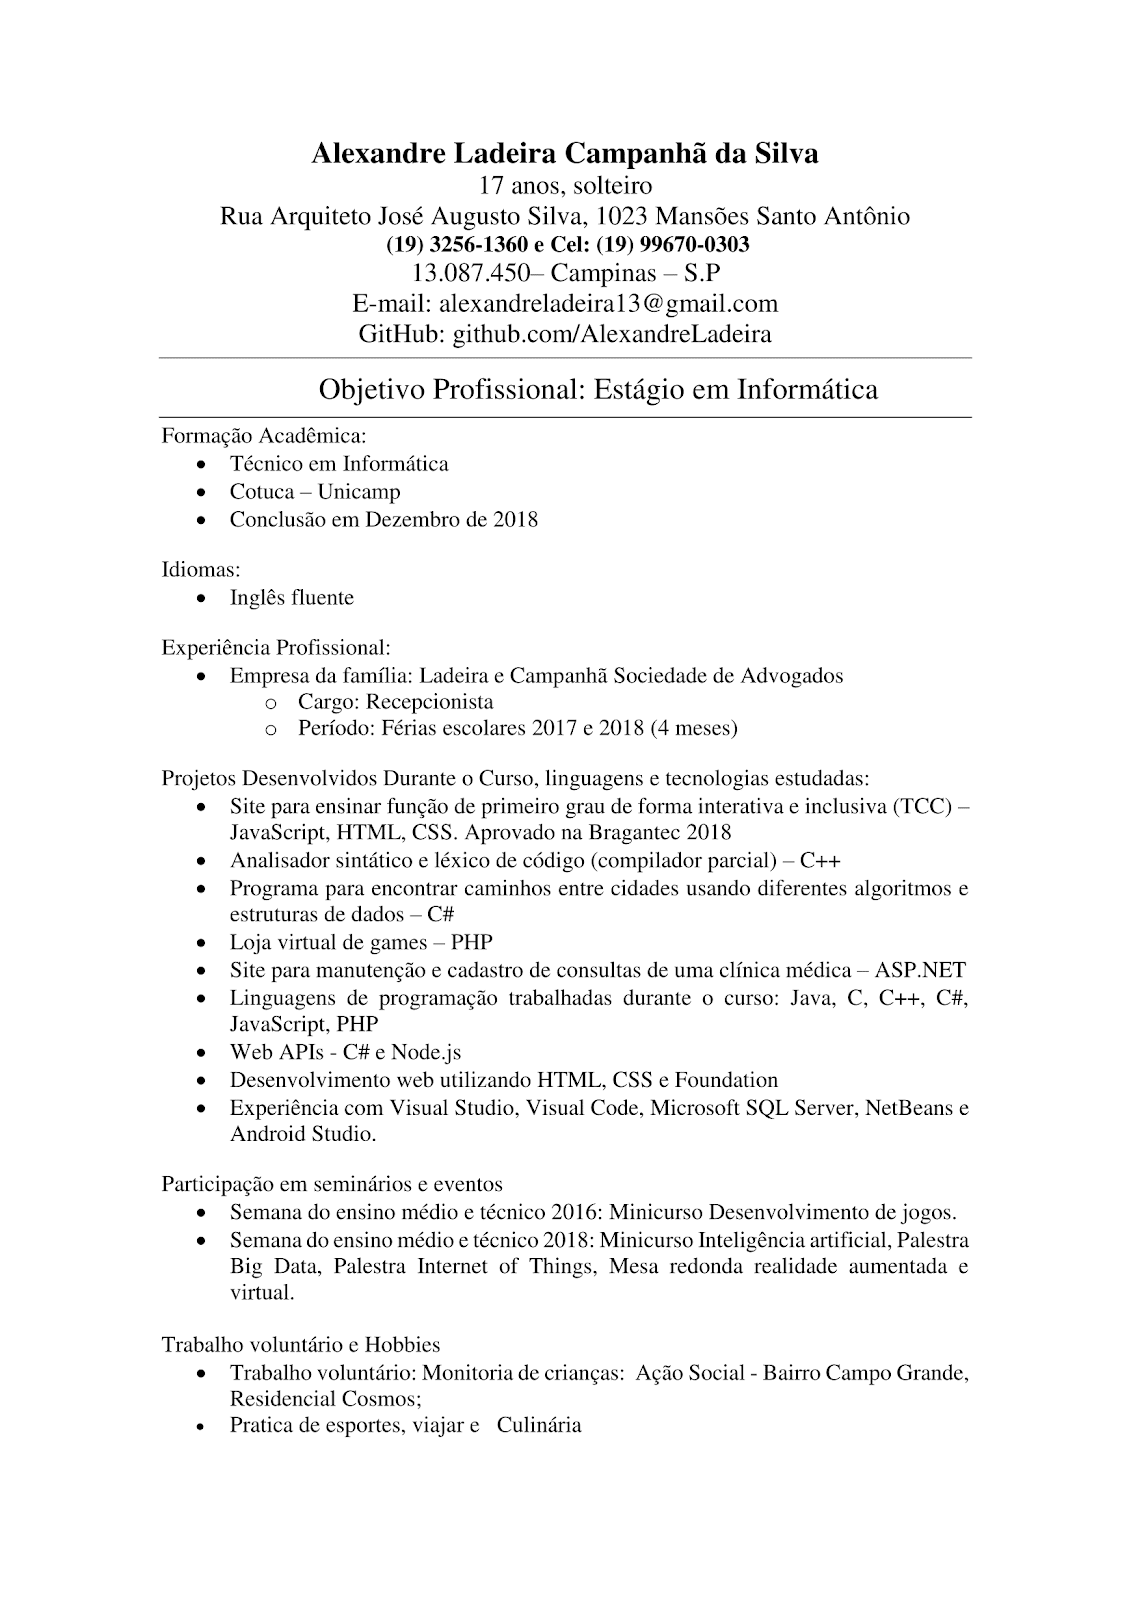 Alexandre Ladeira Campanhã da Silva
17 anos, solteiro
Rua Arquiteto José Augusto Silva, 1023 Mansões Santo Antônio
(19) 3256-1360 e Cel: (19) 99670-0303
13.087.450– Campinas – S.P
E-mail: alexandreladeira13@gmail.com
GitHub: github.com/AlexandreLadeira
Objetivo Profissional: Estágio em Informática
Formação Acadêmica:
• Técnico em Informática
• Cotuca – Unicamp
• Conclusão em Dezembro de 2018
Idiomas:
• Inglês fluente
Experiência Profissional:
• Empresa da família: Ladeira e Campanhã Sociedade de Advogados
o Cargo: Recepcionista
o Período: Férias escolares 2017 e 2018 (4 meses)
Projetos Desenvolvidos Durante o Curso, linguagens e tecnologias estudadas:
• Site para ensinar função de primeiro grau de forma interativa e inclusiva (TCC) –
JavaScript, HTML, CSS. Aprovado na Bragantec 2018
• Analisador sintático e léxico de código (compilador parcial) – C++
• Programa para encontrar caminhos entre cidades usando diferentes algoritmos e
estruturas de dados – C#
• Loja virtual de games – PHP
• Site para manutenção e cadastro de consultas de uma clínica médica – ASP.NET
• Linguagens de programação trabalhadas durante o curso: Java, C, C++, C#,
JavaScript, PHP
• Web APIs - C# e Node.js
• Desenvolvimento web utilizando HTML, CSS e Foundation
• Experiência com Visual Studio, Visual Code, Microsoft SQL Server, NetBeans e
Android Studio.
Participação em seminários e eventos
• Semana do ensino médio e técnico 2016: Minicurso Desenvolvimento de jogos.
• Semana do ensino médio e técnico 2018: Minicurso Inteligência artificial, Palestra
Big Data, Palestra Internet of Things, Mesa redonda realidade aumentada e
virtual.
Trabalho voluntário e Hobbies
• Trabalho voluntário: Monitoria de crianças: Ação Social - Bairro Campo Grande,
Residencial Cosmos;
• Pratica de esportes, viajar e Culinária